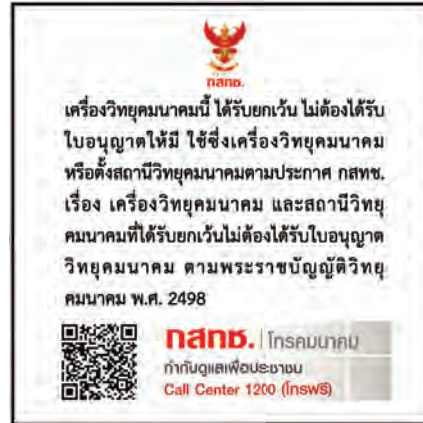 กสทช.
เครื่องวิทยุคมนาคมนี้ ได้รับยกเว้น ไม่ต้องได้รับ
ใบอนุญาตให้มี ใช้ซึ่งเครื่องวิทยุคมนาคม
หรือตั้งสถานีวิทยุคมนาคมตามประกาศ กสทช.
เรื่อง เครื่องวิทยุคมนาคม และสถานีวิทยุ
คมนาคมที่ได้รับยกเว้นไม่ต้องได้รับใบอนุญาต
วิทยุคมนาคม ตามพระราชบัญญัติวิทยุ
คมนาคม พ.ศ. 2498
กสทช. | โทรคมนาคม
กำกับดูแลเพื่อประชาชน
Call Center 1200 (โทรฟรี)